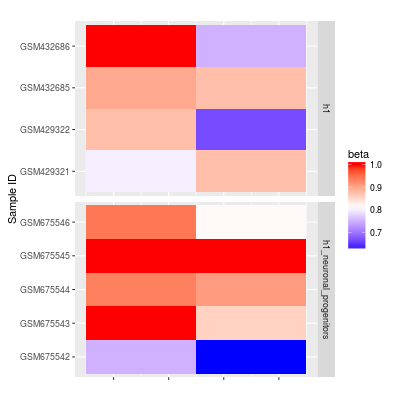 Sample ID
GSM432686
GSM432685
GSM429322
GSM429321
h1
GSM675546
GSM675545
GSM675544
GSM675543
GSM675542
h1_neuronal_progenitors
beta
1.0
0.9
0.8
0.7